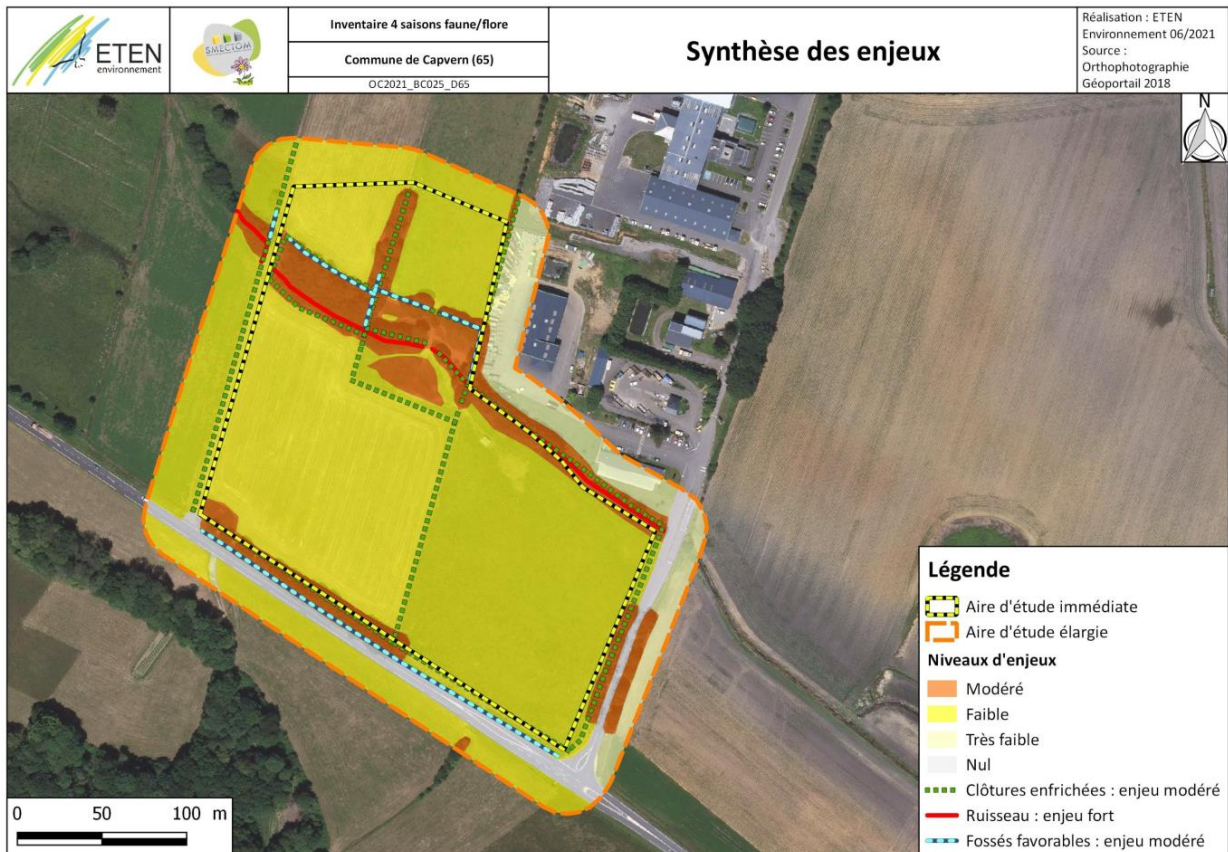 ETEN
environnement
SMECTOM
Inventaire 4 saisons faune/flore
Commune de Capvern (65)
OC2021_BC025_D65
Synthèse des enjeux
Réalisation : ETEN
Environnement 06/2021
Source :
Orthophotographie
Géoportail 2018
N
Légende
Aire d'étude immédiate
Aire d'étude élargie
Niveaux d'enjeux
Modéré
Faible
Très faible
Nul
Clôtures enfrichées : enjeu modéré
Ruisseau : enjeu fort
Fossés favorables : enjeu modéré
0 50 100 m